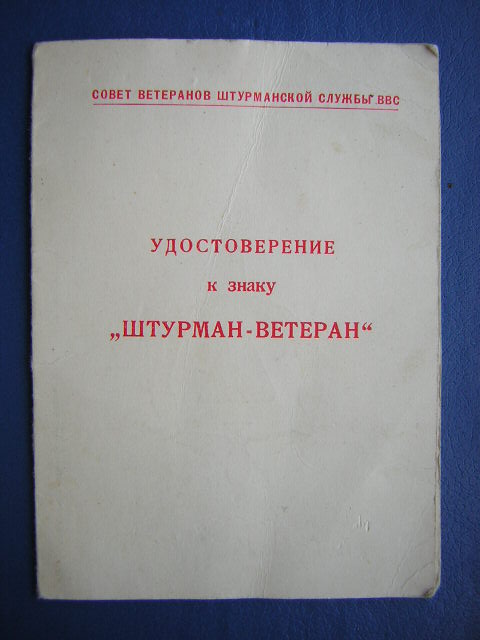 СОВЕТ ВЕТЕРАНОВ ШТУРМАНСКОЙ СЛУЖБЫ ВВС
УДОСТОВЕРЕНИЕ
к знаку
„ШТУРМАН-ВЕТЕРАН“